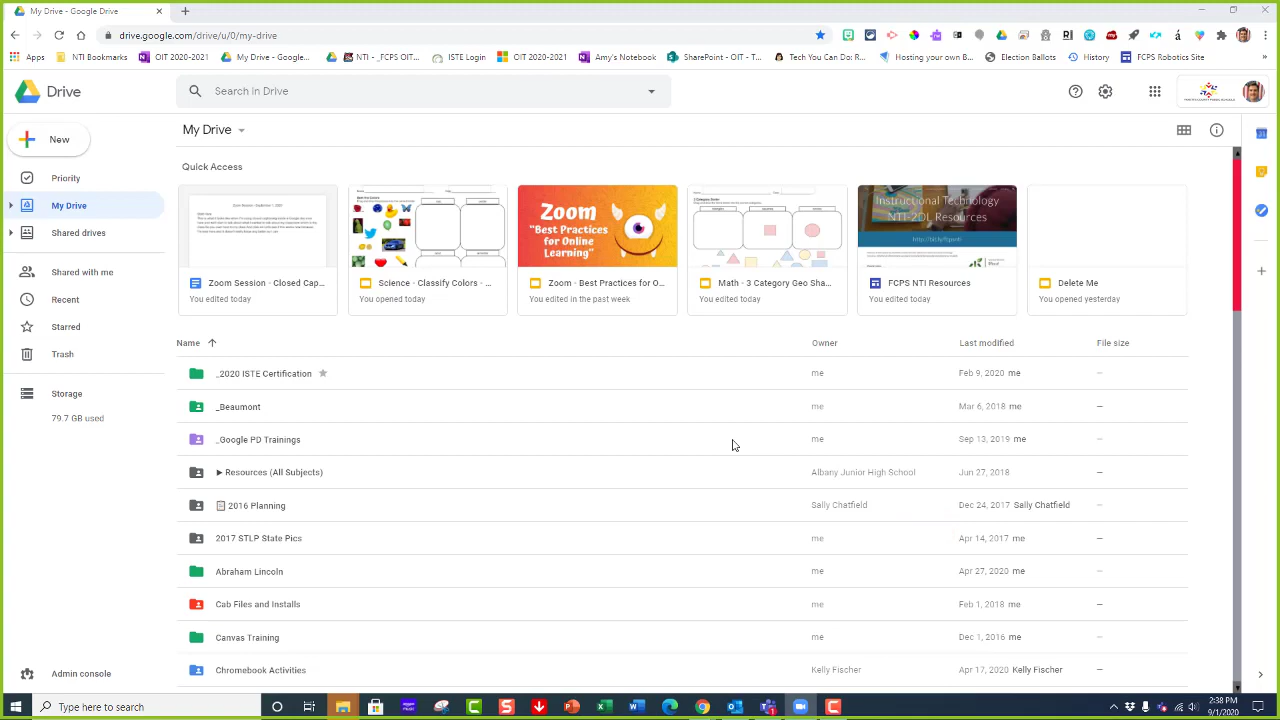 My Drive - Google Drive
drive.google.com/drive/u/0/my-drive
Apps NTI Bookmarks OIT 2020-2021 My Drive - Google... NTI - _FCPS OIT... ISTE Login OIT 2020-2021 Amy's Notebook SharePoint - OIT - T... Tech You Can Do: R... Hosting your own B... Election Ballots History FCPS Robotics Site
Drive
Search in Drive
New
My Drive
Quick Access
Priority
My Drive
Shared drives
Shared with me
Recent
Starred
Trash
Storage
79.7 GB used
Admin console
Zoom
"Best Practices
for Online
Learning"
Instructional Technology
NTI-2DL Resources
Zoom Session - Closed Cap...
You edited today
Science - Classify Colors - ...
You opened today
Zoom - Best Practices for O...
You edited in the past week
Math - 3 Category Geo Sha...
You edited today
FCPS NTI Resources
You edited today
Delete Me
You opened yesterday
Name Owner Last modified File size
_2020 ISTE Certification me Feb 9, 2020 me –
_Beaumont me Mar 6, 2018 me –
_Google PD Trainings me Sep 13, 2019 me –
► Resources (All Subjects) Albany Junior High School Jun 27, 2018 –
2016 Planning Sally Chatfield Dec 24, 2017 Sally Chatfield –
2017 STLP State Pics me Apr 14, 2017 me –
Abraham Lincoln me Apr 27, 2020 me –
Cab Files and Installs me Feb 1, 2018 me –
Canvas Training me Dec 1, 2016 me –
Chromebook Activities Kelly Fischer Apr 17, 2020 Kelly Fischer –
Type here to search
2:38 PM
9/1/2020